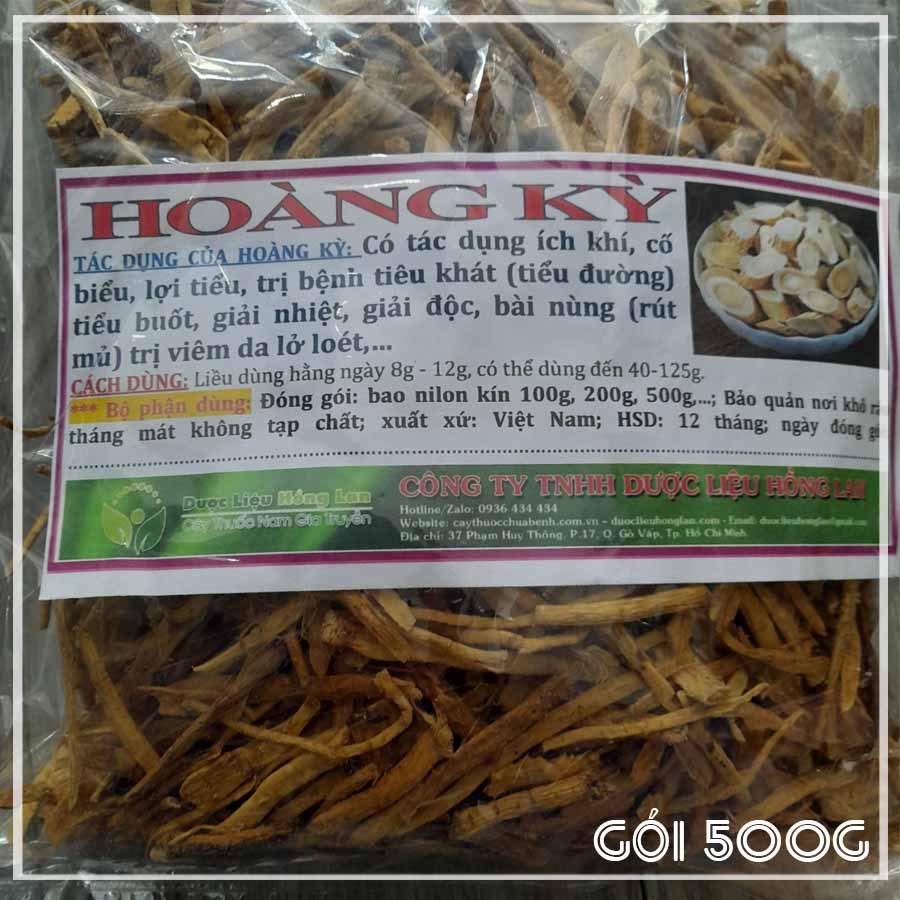 HOÀNG KỲ
TÁC DỤNG CỦA HOÀNG KỲ: Có tác dụng ích khí, cố
biểu, lợi tiểu, trị bệnh tiêu khát (tiểu đường)
tiểu buốt, giải nhiệt, giải độc, bài nùng (rút
mủ) trị viêm da lở loét,...
CÁCH DÙNG: Liều dùng hằng ngày 8g - 12g, có thể dùng đến 40-125g.
*** Bộ phận dùng: Đóng gói: bao nilon kín 100g, 200g, 500g,...; Bảo quản nơi khô
tháng mát không tạp chất; xuất xứ: Việt Nam; HSD: 12 tháng; ngày đóng
Dược Liệu Hồng Lan
Cây Thuốc Nam Gia Truyền
CÔNG TY TNHH DƯỢC LIỆU HỒNG LAN
Hotline/Zalo: 0936 434 434
Website: caythuocchuabenh.com.vn - duoclieuhonglan.com - Email: duoclieuhonglan@gmail.com
Địa chỉ: 37 Phạm Huy Thông, P.17, Q. Gò Vấp, Tp. Hồ Chí Minh.
GÓI 500G